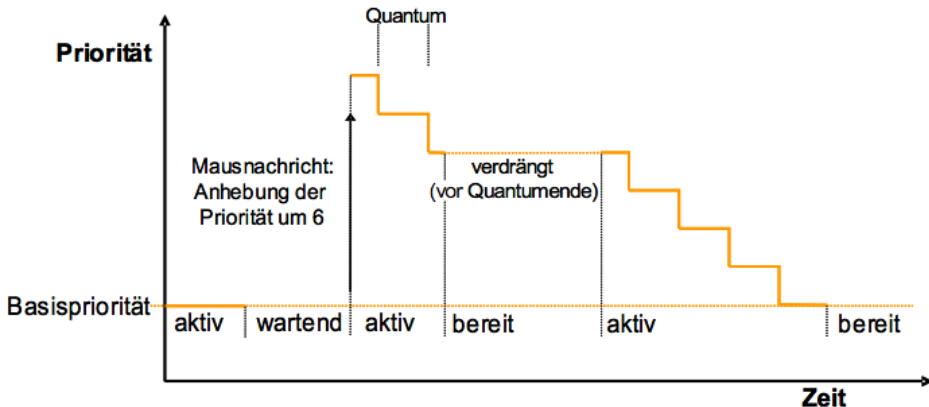 Quantum
Priorität
Mausnachricht:
Anhebung der
Priorität um 6
verdrängt
(vor Quantumende)
Basispriorität
aktiv
wartend
aktiv
bereit
aktiv
bereit
Zeit